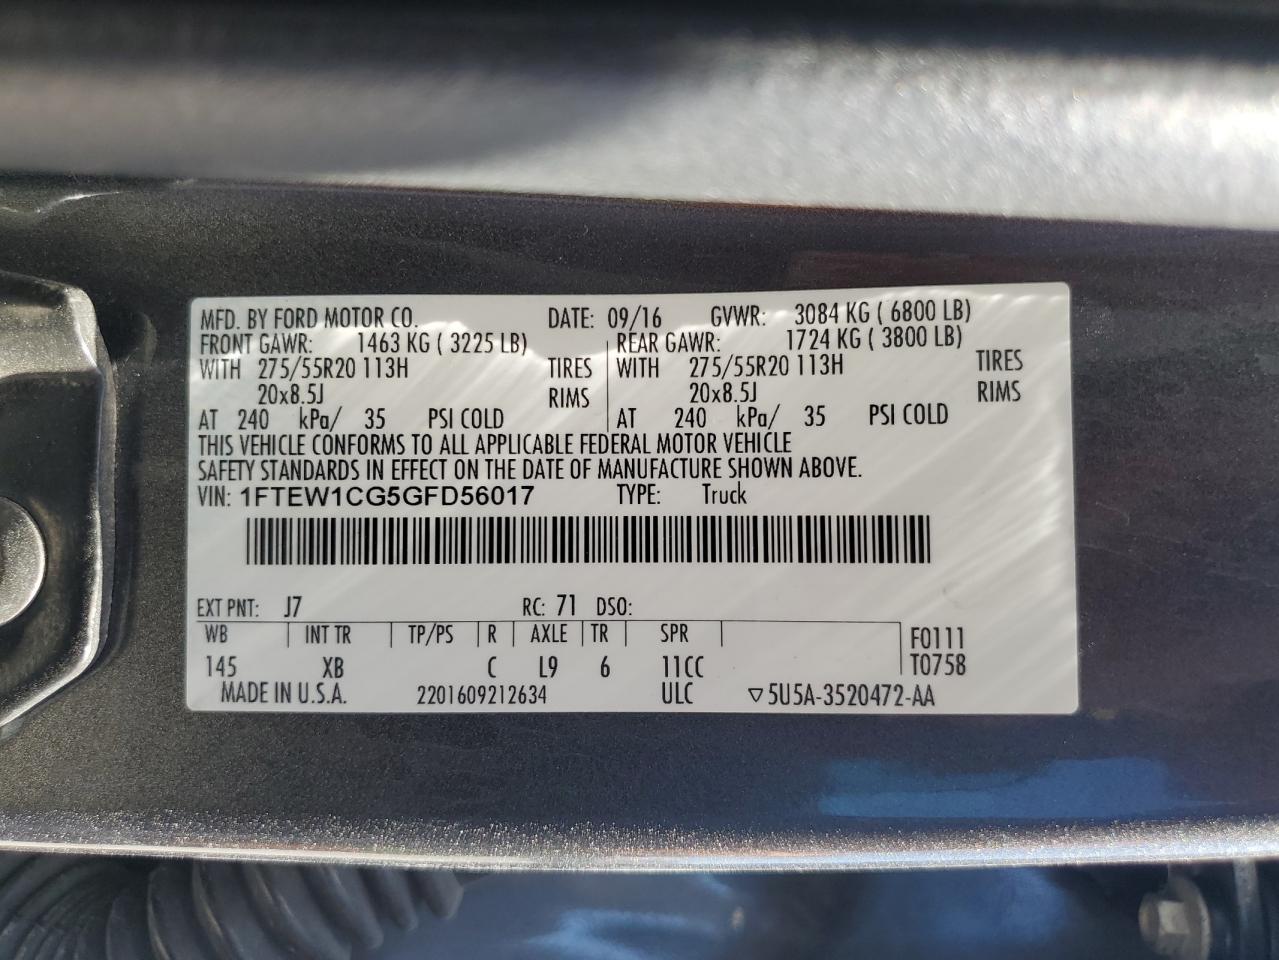 MFD. BY FORD MOTOR CO. DATE: 09/16 GVWR: 3084 KG ( 6800 LB)
FRONT GAWR: 1463 KG ( 3225 LB) REAR GAWR: 1724 KG ( 3800 LB)
WITH 275/55R20 113H TIRES WITH 275/55R20 113H TIRES
20x8.5J RIMS 20x8.5J RIMS
AT 240 kPa/ 35 PSI COLD AT 240 kPa/ 35 PSI COLD
THIS VEHICLE CONFORMS TO ALL APPLICABLE FEDERAL MOTOR VEHICLE
SAFETY STANDARDS IN EFFECT ON THE DATE OF MANUFACTURE SHOWN ABOVE.
VIN: 1FTEW1CG5GFD56017 TYPE: Truck
EXT PNT: J7 RC: 71 DSO:
WB INT TR TP/PS R AXLE TR SPR F0111
145 XB C L9 6 11CC T0758
MADE IN U.S.A. 2201609212634 ULC ▽5U5A-3520472-AA